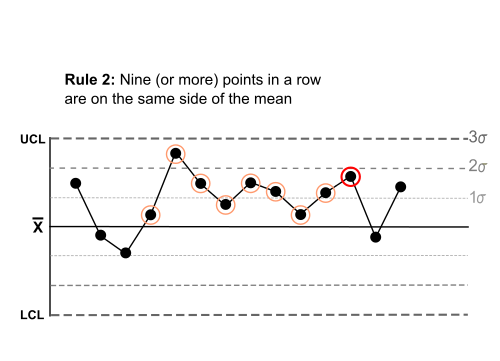 Rule 2: Nine (or more) points in a row
are on the same side of the mean
UCL
3σ
2σ
1σ
X̅
LCL